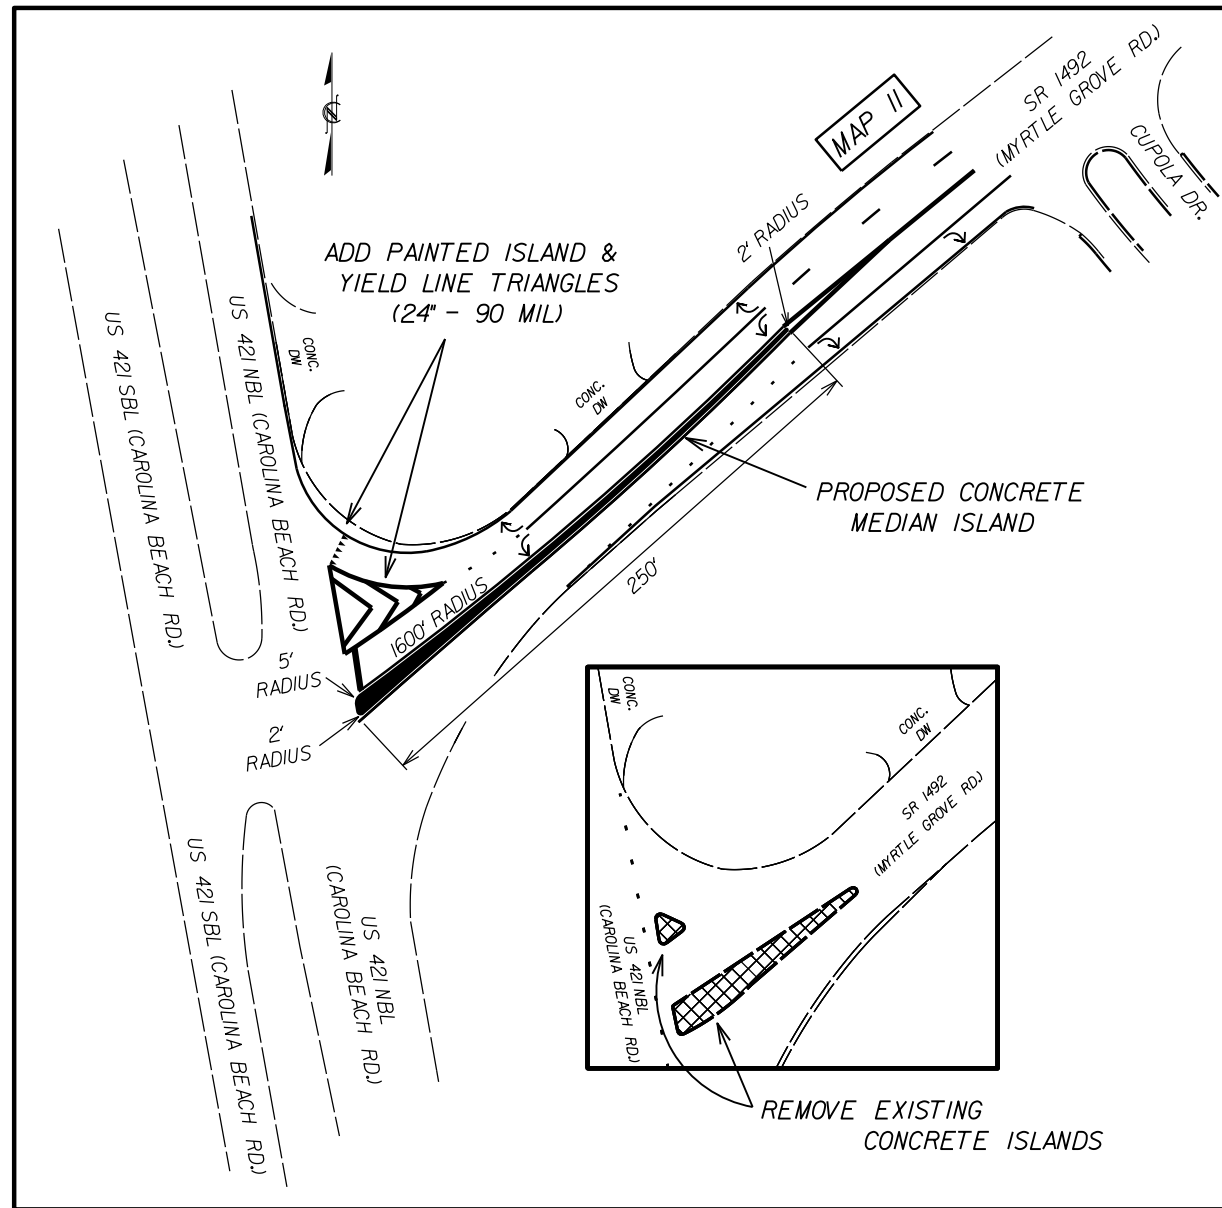 MAP 11
SR 1492
(MYRTLE GROVE RD.)
CUPOLA DR.
2' RADIUS
ADD PAINTED ISLAND &
YIELD LINE TRIANGLES
(24" - 90 MIL)
N
CONC.
DW
CONC.
DW
US 421 SBL (CAROLINA BEACH RD.)
US 421 NBL (CAROLINA BEACH RD.)
PROPOSED CONCRETE
MEDIAN ISLAND
250'
1600' RADIUS
5'
RADIUS
2'
RADIUS
US 421 SBL (CAROLINA BEACH RD.)
US 421 NBL
(CAROLINA BEACH RD.)
CONC.
DW
CONC.
DW
SR 1492
(MYRTLE GROVE RD.)
US 421 NBL
(CAROLINA BEACH RD.)
REMOVE EXISTING
CONCRETE ISLANDS